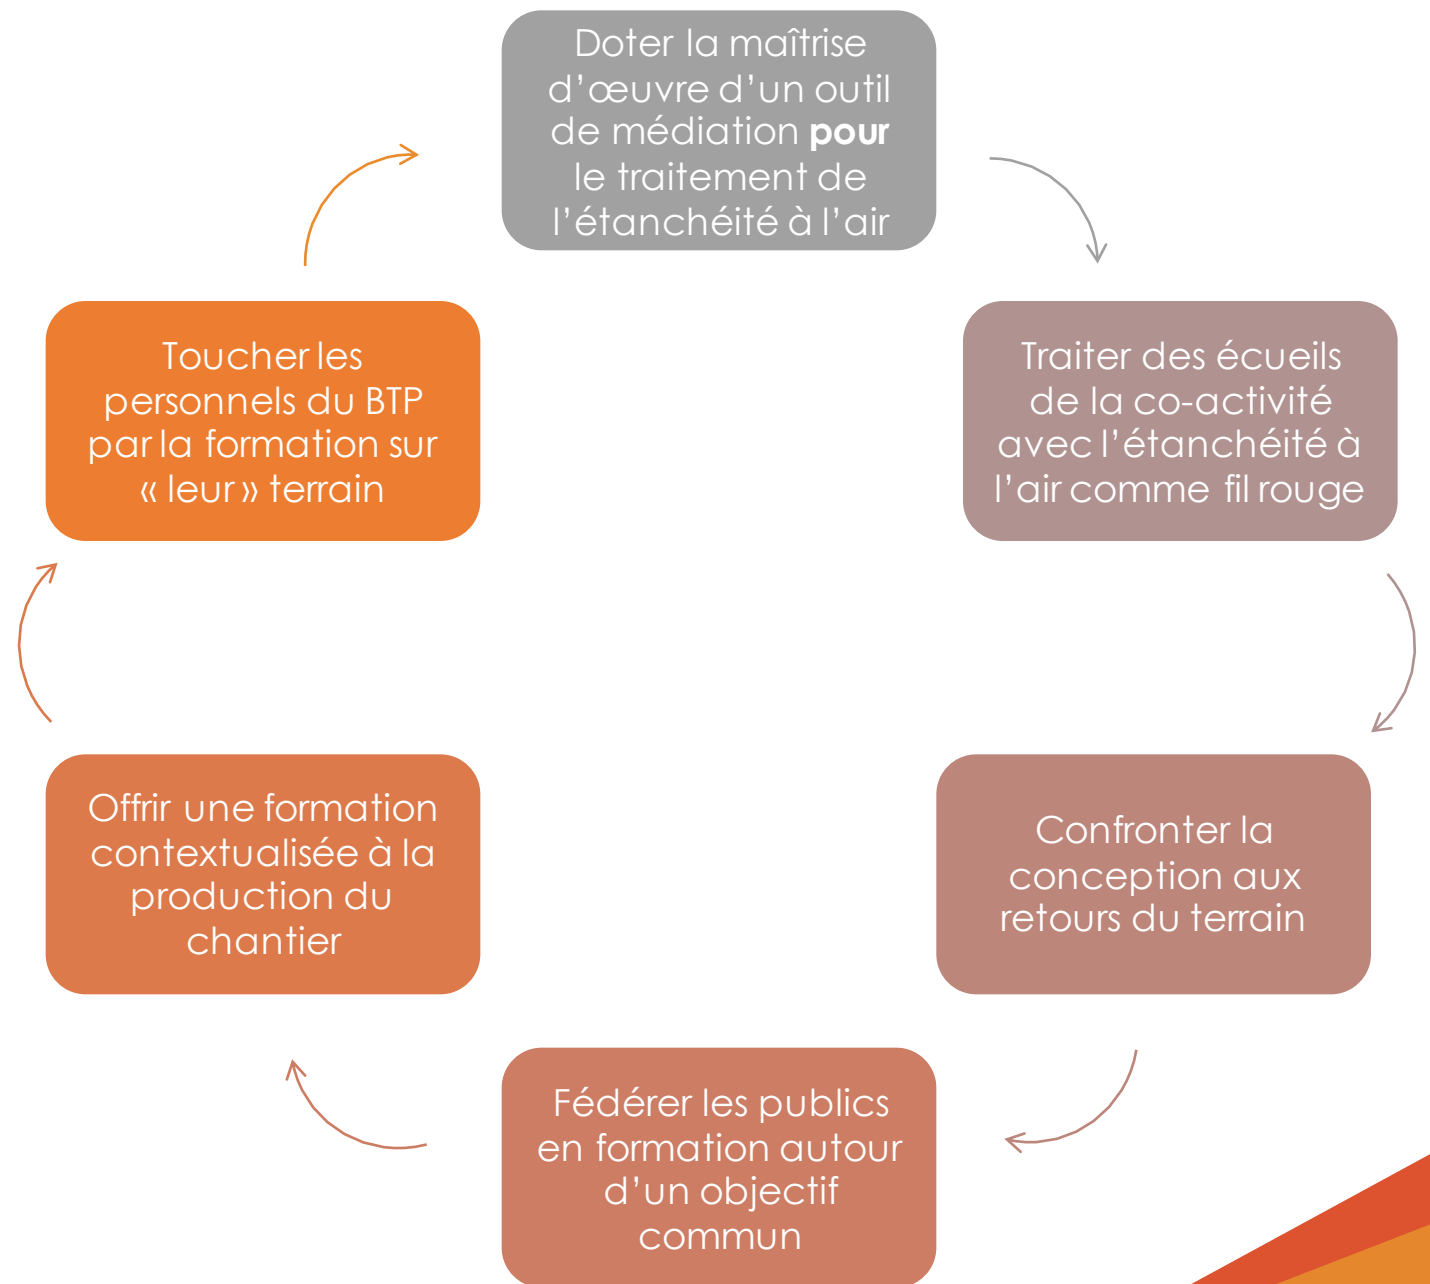 Doter la maîtrise
d’œuvre d’un outil
de médiation pour
le traitement de
l’étanchéité à l’air
Traiter des écueils
de la co-activité
avec l’étanchéité à
l’air comme fil rouge
Confronter la
conception aux
retours du terrain
Fédérer les publics
en formation autour
d’un objectif
commun
Offrir une formation
contextualisée à la
production du
chantier
Toucher les
personnels du BTP
par la formation sur
« leur » terrain